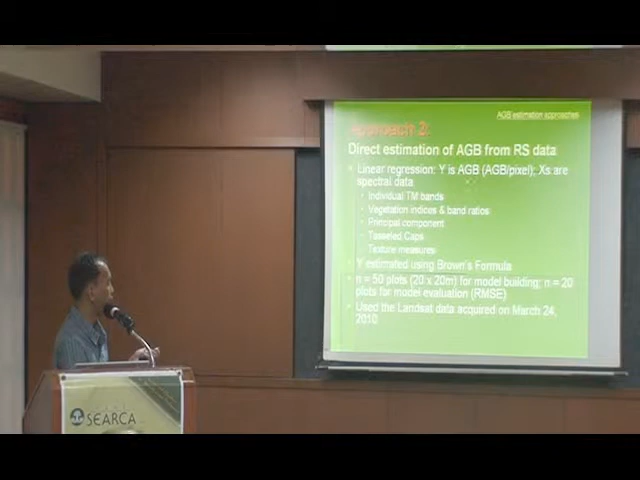 AGB estimation approaches
Approach 2:
Direct estimation of AGB from RS data
• Linear regression: Y is AGB (AGB/pixel); Xs are
spectral data
• Individual TM bands
• Vegetation indices & band ratios
• Principal component
• Tasseled Caps
• Texture measures
• Y estimated using Brown's Formula
• n = 50 plots (20 x 20m) for model building; n = 20
plots for model evaluation (RMSE)
• Used the Landsat data acquired on March 24,
2010
SEARCA